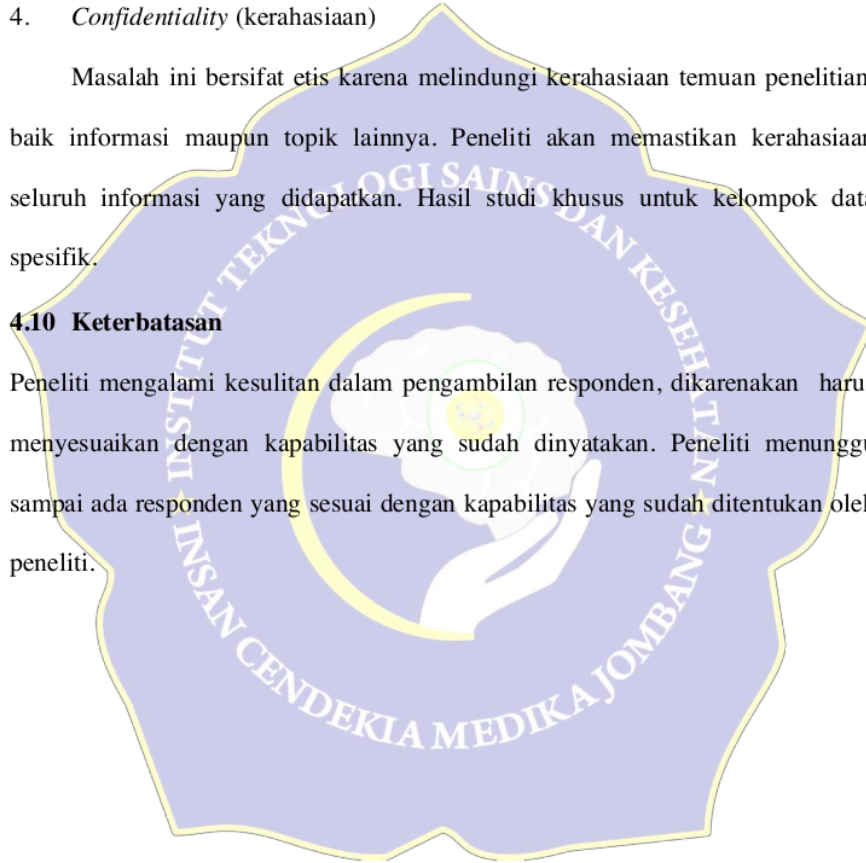 4. Confidentiality (kerahasiaan)
Masalah ini bersifat etis karena melindungi kerahasiaan temuan penelitian
baik informasi maupun topik lainnya. Peneliti akan memastikan kerahasiaan
seluruh informasi yang didapatkan. Hasil studi khusus untuk kelompok data
spesifik.
4.10 Keterbatasan
Peneliti mengalami kesulitan dalam pengambilan responden, dikarenakan haru
menyesuaikan dengan kapabilitas yang sudah dinyatakan. Peneliti menunggu
sampai ada responden yang sesuai dengan kapabilitas yang sudah ditentukan oleh
peneliti.
INSTITUT TEKNOLOGI SAINS DAN KESEHATAN
INSAN CENDEKIA MEDIKA JOMBANG